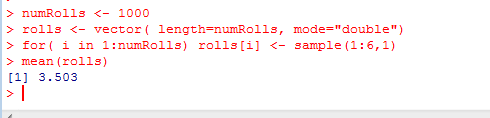 > numRolls <- 1000
> rolls <- vector( length=numRolls, mode="double")
> for( i in 1:numRolls) rolls[i] <- sample(1:6,1)
> mean(rolls)
[1] 3.503
>